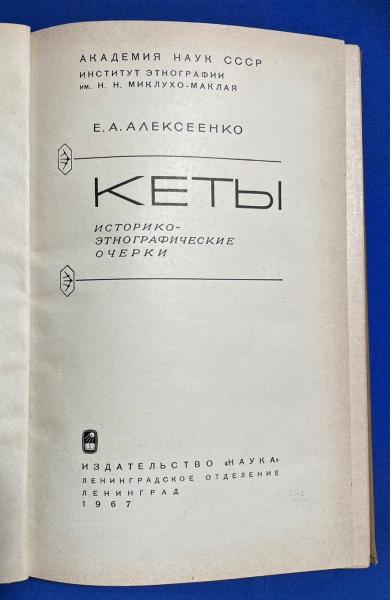 АКАДЕМИЯ НАУК СССР
ИНСТИТУТ ЭТНОГРАФИИ
им. Н. Н. МИКЛУХО-МАКЛАЯ
Е. А. АЛЕКСЕЕНКО
КЕТЫ
ИСТОРИКО-
ЭТНОГРАФИЧЕСКИЕ
ОЧЕРКИ
ИЗДАТЕЛЬСТВО «НАУКА»
ЛЕНИНГРАДСКОЕ ОТДЕЛЕНИЕ
ЛЕНИНГРАД
1967